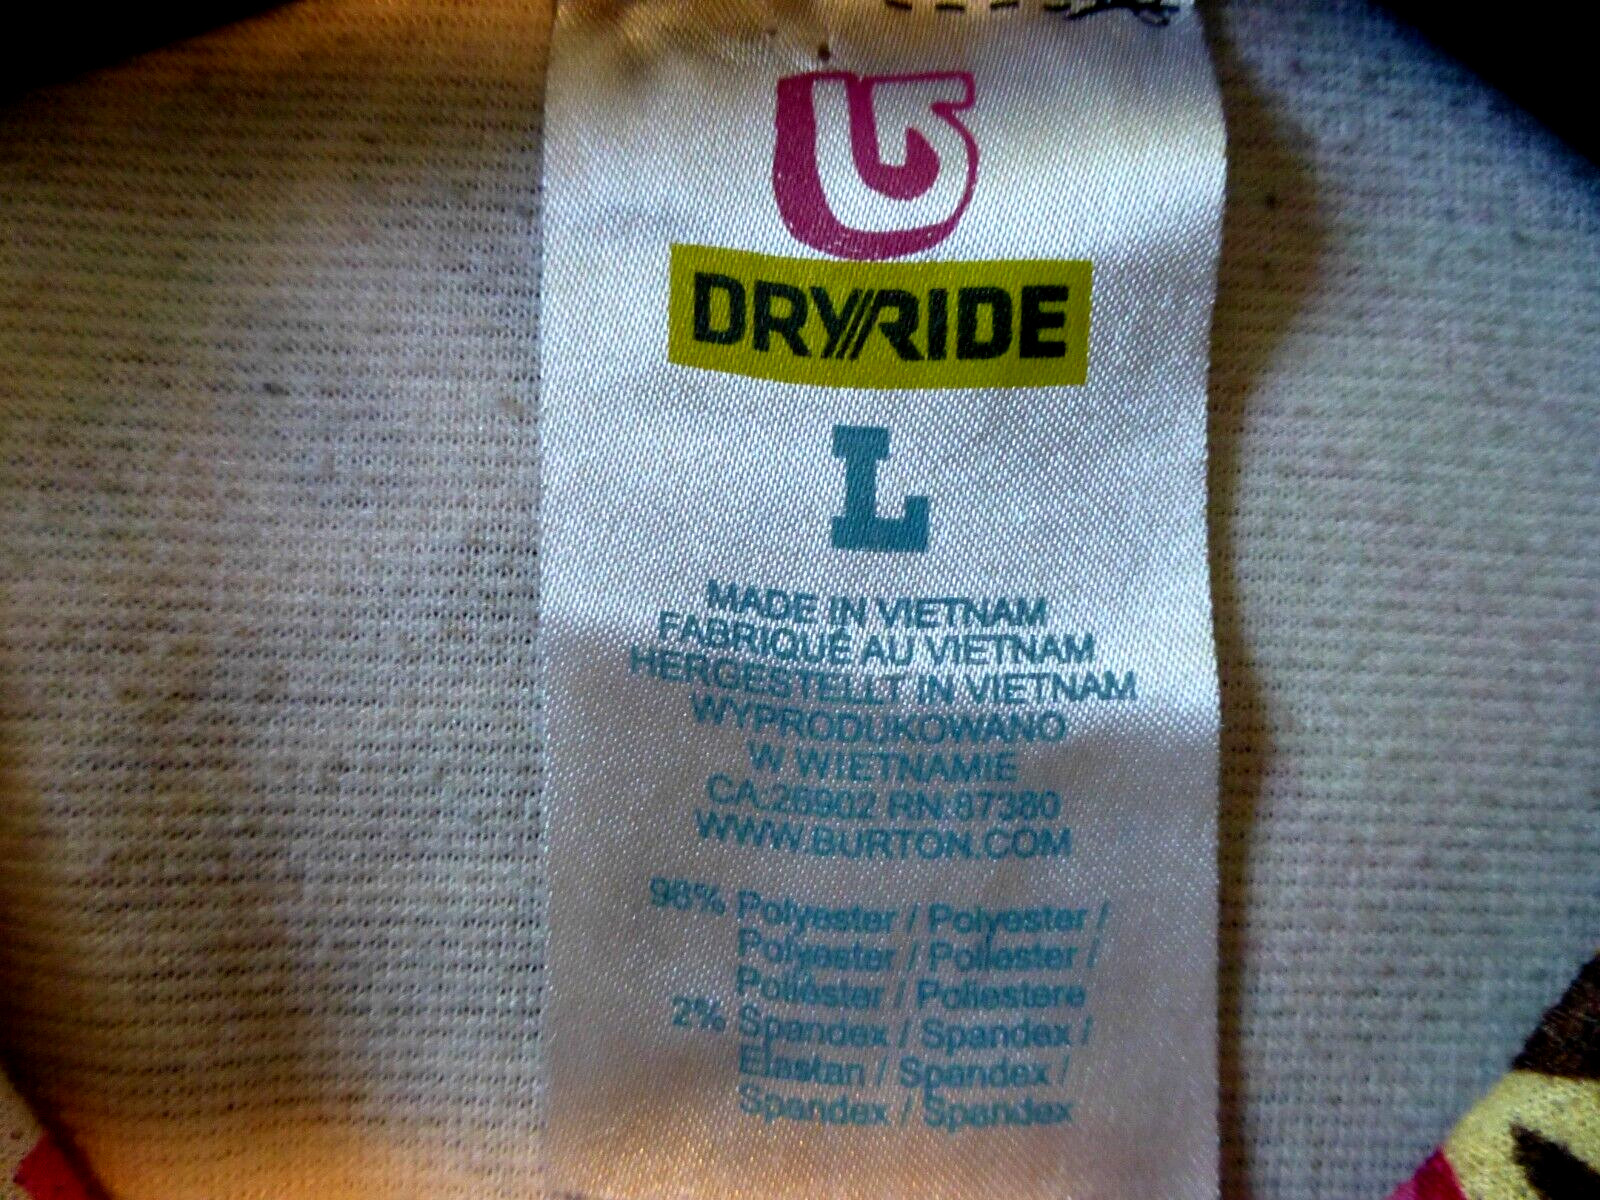 DRYRIDE
L
MADE IN VIETNAM
FABRIQUÉ AU VIETNAM
HERGESTELLT IN VIETNAM
WYPRODUKOWANO
W WIETNAMIE
CA:26902 RN:87380
WWW.BURTON.COM
98% Polyester / Polyester /
Polyester / Poliester /
Poliéster / Poliestere
2% Spandex / Spandex /
Elastan / Spandex /
Spandex / Spandex